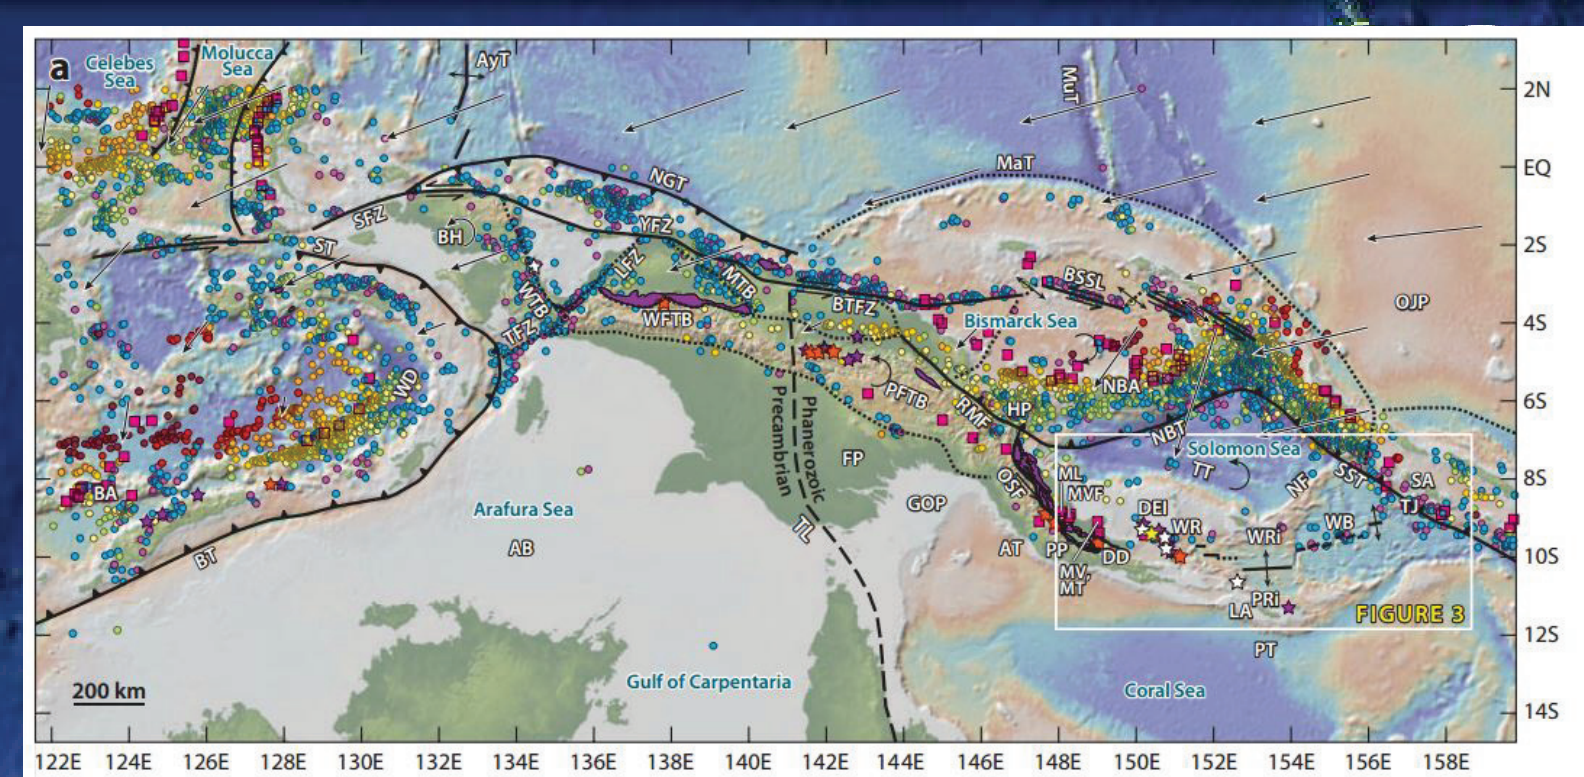 a
Celebes
Sea
Molucca
Sea
AyT
MuT
2N
NGT
MaT
EQ
SFZ
BH
YFZ
ST
LFZ
MTB
BSSL
2S
WTB
OJP
WFTB
BTFZ
Bismarck Sea
4S
TFZ
WD
PFTB
NBA
RMF
HP
6S
Phanerozoic
Precambrian
NBT
Solomon Sea
FP
TT
ML
OSF
NF
SST
SA
8S
BA
MVF
GOP
DEI
TJ
Arafura Sea
WR
WB
TL
WRi
AB
AT
PP
DD
10S
BT
MV,
MT
PRi
LA
FIGURE 3
12S
PT
200 km
Gulf of Carpentaria
Coral Sea
14S
122E 124E 126E 128E 130E 132E 134E 136E 138E 140E 142E 144E 146E 148E 150E 152E 154E 156E 158E